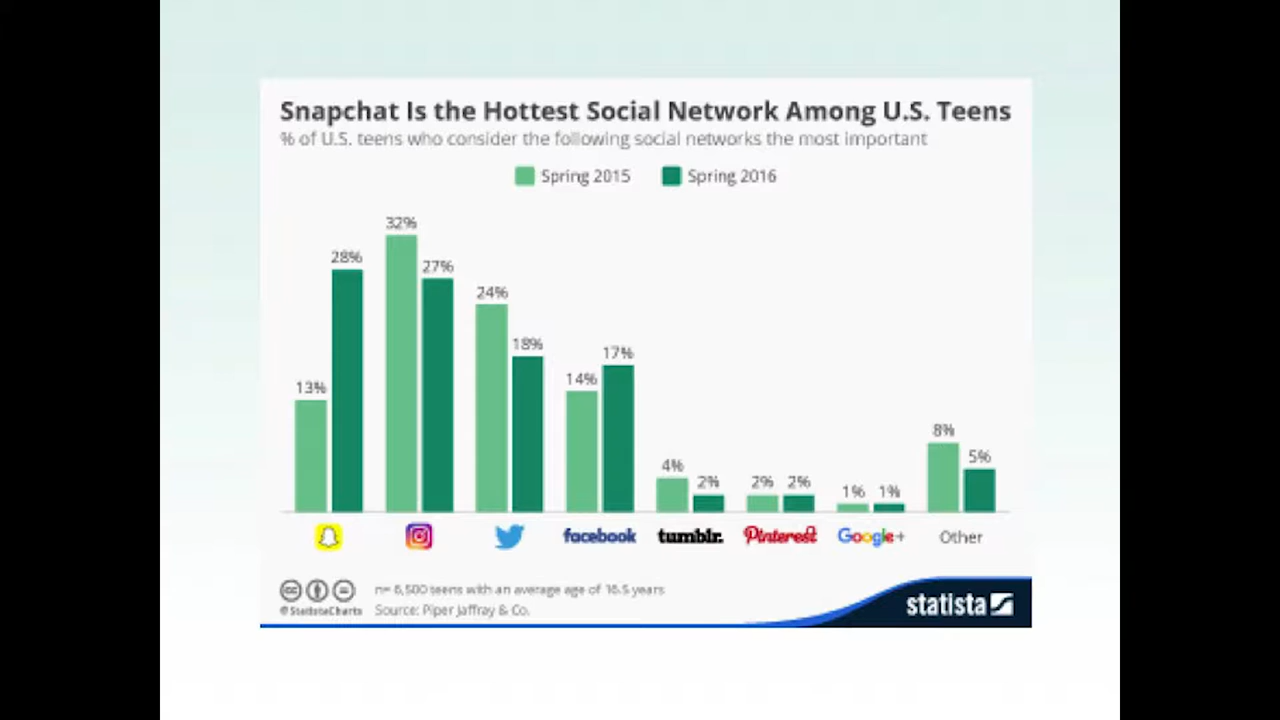 Snapchat Is the Hottest Social Network Among U.S. Teens
% of U.S. teens who consider the following social networks the most important
Spring 2015 Spring 2016
13% 28% 32% 27% 24% 18% 14% 17% 4% 2% 2% 2% 1% 1% 8% 5%
facebook tumblr. Pinterest Google+ Other
n= 6,500 teens with an average age of 16.5 years
@StatistaCharts Source: Piper Jaffray & Co.
statista